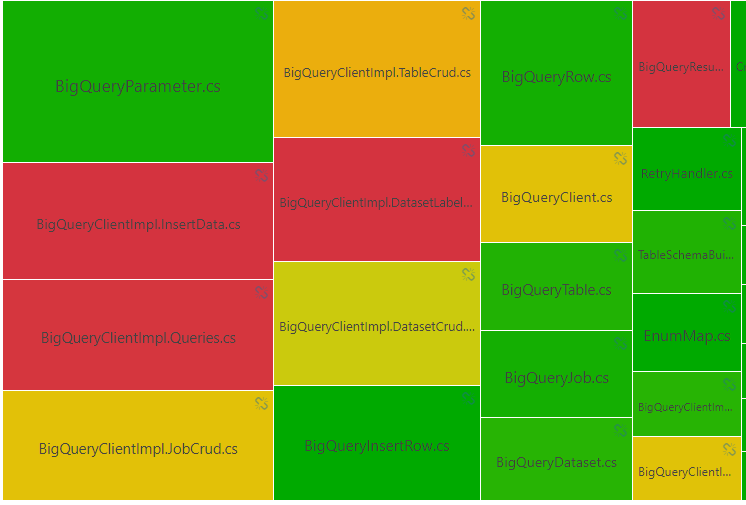 BigQueryParameter.cs
BigQueryClientImpl.InsertData.cs
BigQueryClientImpl.Queries.cs
BigQueryClientImpl.JobCrud.cs
BigQueryClientImpl.TableCrud.cs
BigQueryClientImpl.DatasetLabel...
BigQueryClientImpl.DatasetCrud....
BigQueryInsertRow.cs
BigQueryRow.cs
BigQueryClient.cs
BigQueryTable.cs
BigQueryJob.cs
BigQueryDataset.cs
BigQueryResu...
RetryHandler.cs
TableSchemaBui...
EnumMap.cs
BigQueryClientIm...
BigQueryClientI...